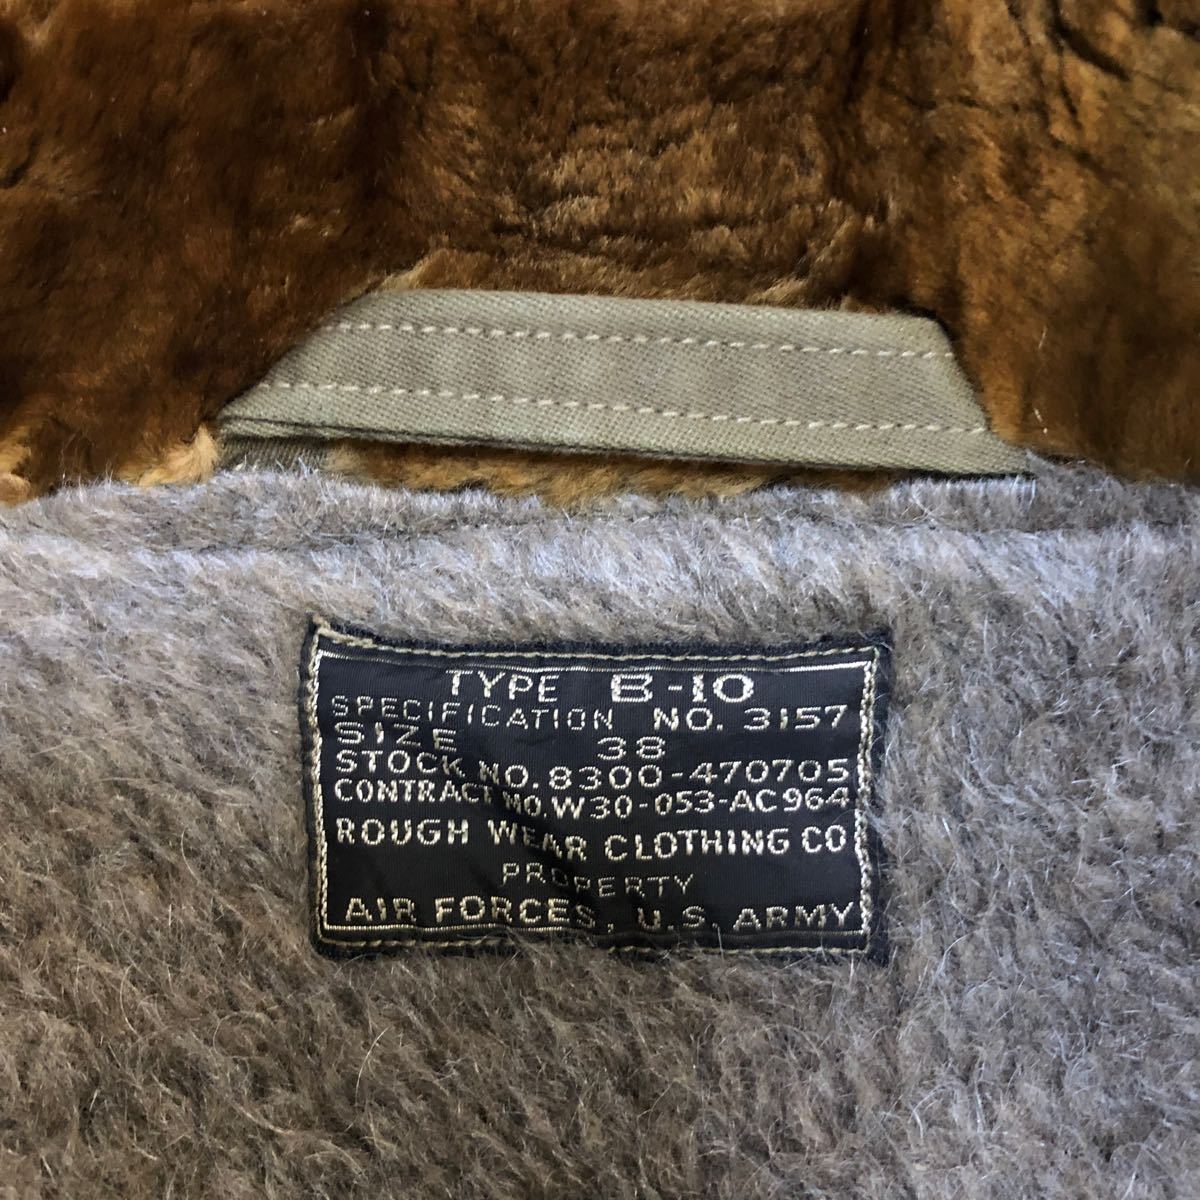 TYPE B-10
SPECIFICATION NO. 3157
SIZE 38
STOCK NO. 8300-470705
CONTRACT NO. W30-053-AC964
ROUGH WEAR CLOTHING CO
PROPERTY
AIR FORCES, U.S. ARMY